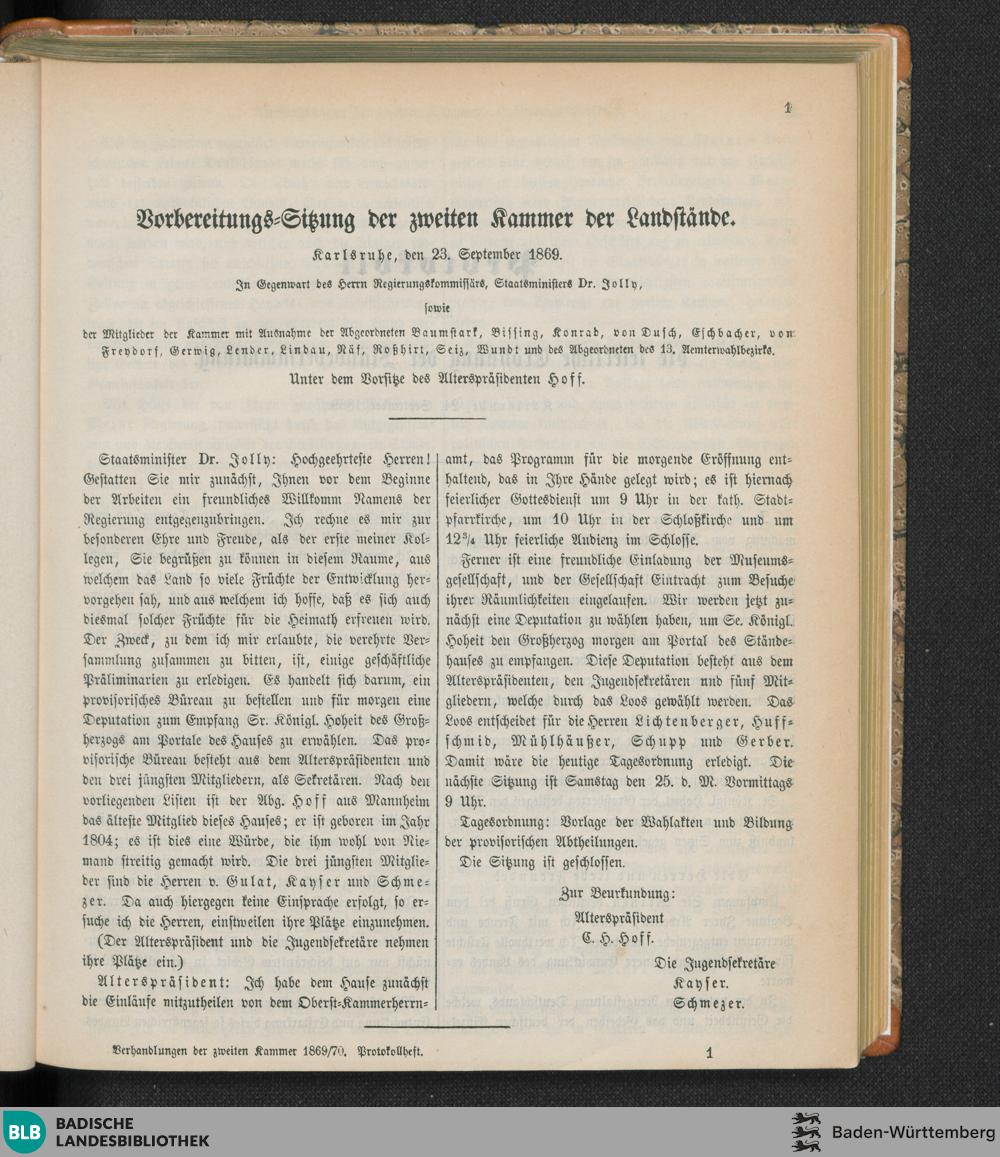 1
Vorbereitungs-Sitzung der zweiten Kammer der Landstände.
Karlsruhe, den 23. September 1869.
In Gegenwart des Herrn Regierungskommissärs, Staatsministers Dr. Jolly,
sowie
der Mitglieder der Kammer mit Ausnahme der Abgeordneten Baumstark, Bissing, Konrad, von Dusch, Eschbacher, von
Freydorf, Gerwig, Lender, Lindau, Näf, Roßhirt, Seiz, Wundt und des Abgeordneten des 13. Aemterwahlbezirks.
Unter dem Vorsitze des Alterspräsidenten Hoff.
Staatsminister Dr. Jolly: Hochgeehrteste Herren!
Gestatten Sie mir zunächst, Ihnen vor dem Beginne
der Arbeiten ein freundliches Willkomm Namens der
Regierung entgegenzubringen. Ich rechne es mir zur
besonderen Ehre und Freude, als der erste meiner Kol-
legen, Sie begrüßen zu können in diesem Raume, aus
welchem das Land so viele Früchte der Entwicklung her-
vorgehen sah, und aus welchem ich hoffe, daß es sich auch
diesmal solcher Früchte für die Heimath erfreuen wird.
Der Zweck, zu dem ich mir erlaubte, die verehrte Ver-
sammlung zusammen zu bitten, ist, einige geschäftliche
Präliminarien zu erledigen. Es handelt sich darum, ein
provisorisches Büreau zu bestellen und für morgen eine
Deputation zum Empfang Sr. Königl. Hoheit des Groß-
herzogs am Portale des Hauses zu erwählen. Das pro-
visorische Büreau besteht aus dem Alterspräsidenten und
den drei jüngsten Mitgliedern, als Sekretären. Nach den
vorliegenden Listen ist der Abg. Hoff aus Mannheim
das älteste Mitglied dieses Hauses; er ist geboren im Jahr
1804; es ist dies eine Würde, die ihm wohl von Nie-
mand streitig gemacht wird. Die drei jüngsten Mitglie-
der sind die Herren v. Gulat, Kayser und Schme-
zer. Da auch hiergegen keine Einsprache erfolgt, so er-
suche ich die Herren, einstweilen ihre Plätze einzunehmen.
(Der Alterspräsident und die Jugendsekretäre nehmen
ihre Plätze ein.)
Alterspräsident: Ich habe dem Hause zunächst
die Einläufe mitzutheilen von dem Oberst-Kammerherrn-
amt, das Programm für die morgende Eröffnung ent-
haltend, das in Ihre Hände gelegt wird; es ist hiernach
feierlicher Gottesdienst um 9 Uhr in der kath. Stadt-
pfarrkirche, um 10 Uhr in der Schloßkirche und um
12¾ Uhr feierliche Audienz im Schlosse.
Ferner ist eine freundliche Einladung der Museums-
gesellschaft, und der Gesellschaft Eintracht zum Besuche
ihrer Räumlichkeiten eingelaufen. Wir werden jetzt zu-
nächst eine Deputation zu wählen haben, um Se. Königl.
Hoheit den Großherzog morgen am Portal des Stände-
hauses zu empfangen. Diese Deputation besteht aus dem
Alterspräsidenten, den Jugendsekretären und fünf Mit-
gliedern, welche durch das Loos gewählt werden. Das
Loos entscheidet für die Herren Lichtenberger, Huff-
schmid, Mühlhäußer, Schupp und Gerber.
Damit wäre die heutige Tagesordnung erledigt. Die
nächste Sitzung ist Samstag den 25. d. M. Vormittags
9 Uhr.
Tagesordnung: Vorlage der Wahlakten und Bildung
der provisorischen Abtheilungen.
Die Sitzung ist geschlossen.
Zur Beurkundung:
Alterspräsident
C. H. Hoff.
Die Jugendsekretäre
Kayser.
Schmezer.
Verhandlungen der zweiten Kammer 1869/70. Protokollheft.
1
BLB
BADISCHE
LANDESBIBLIOTHEK
Baden-Württemberg